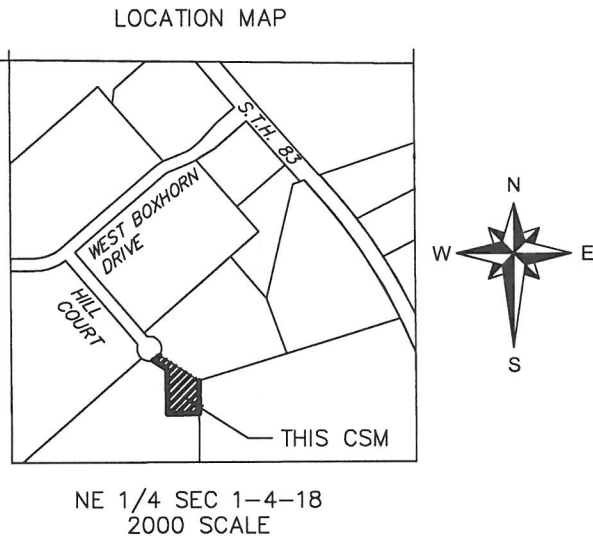 LOCATION MAP
S.T.H. 83
WEST BOXHORN
DRIVE
HILL
COURT
N
W
E
S
THIS CSM
NE 1/4 SEC 1-4-18
2000 SCALE